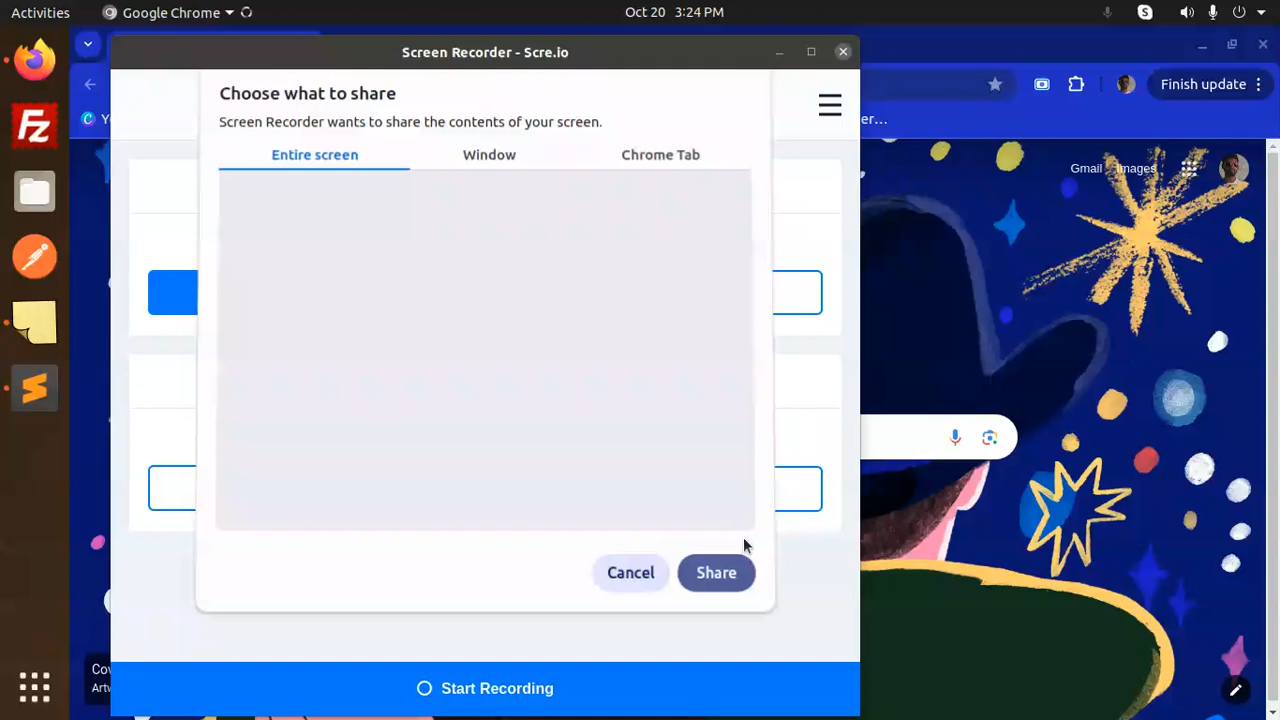 Activities
Google Chrome
Oct 20 3:24 PM
S
Screen Recorder - Scre.io
Choose what to share
Screen Recorder wants to share the contents of your screen.
Entire screen
Window
Chrome Tab
Finish update
er…
Gmail
Images
Fz
Cancel
Share
Start Recording